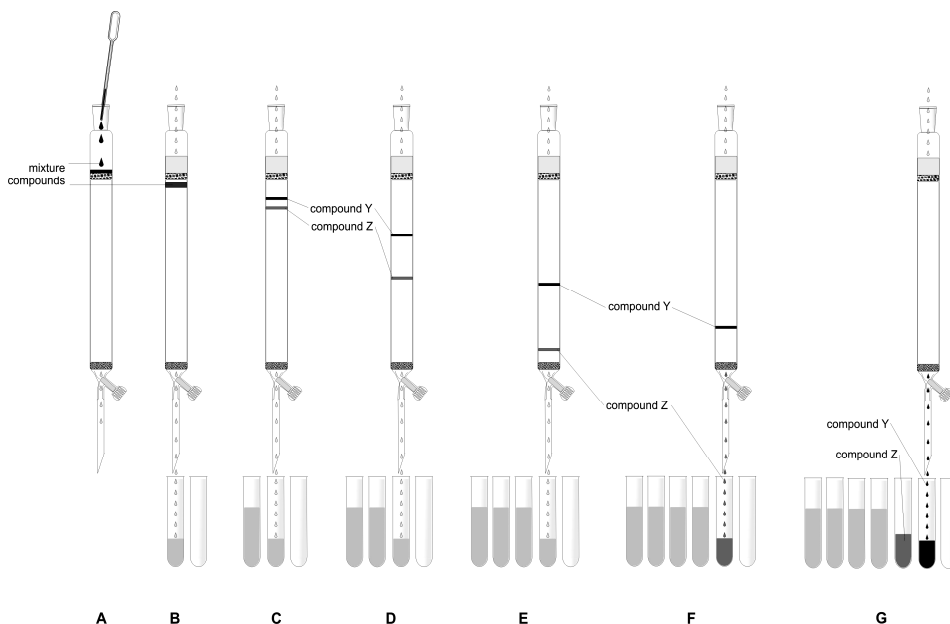 mixture
compounds
compound Y
compound Z
compound Y
compound Z
compound Y
compound Z
A
B
C
D
E
F
G